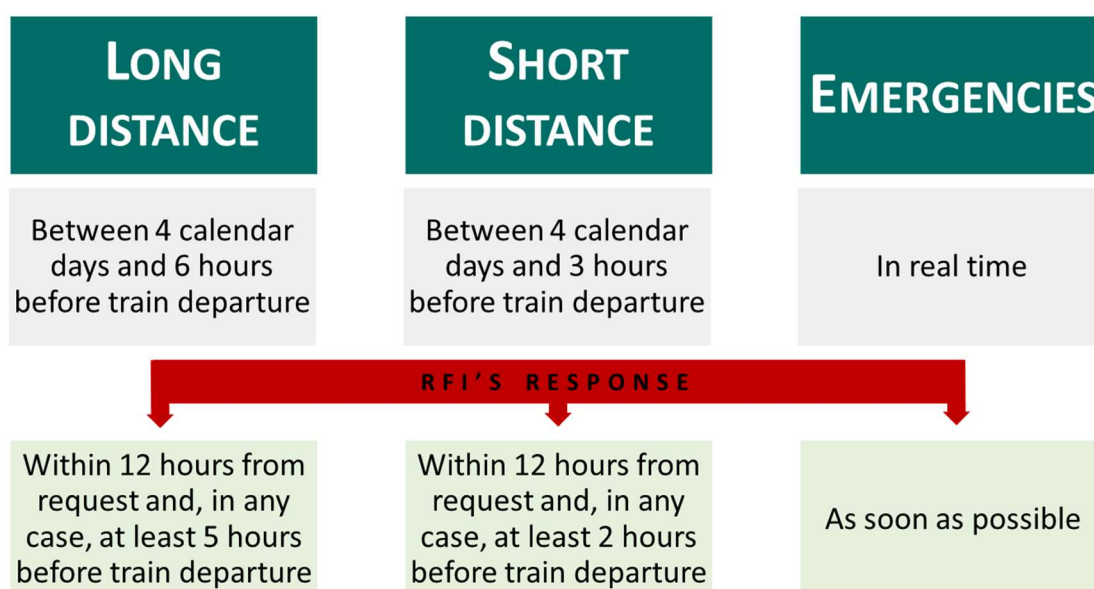 LONG
DISTANCE
SHORT
DISTANCE
EMERGENCIES
Between 4 calendar
days and 6 hours
before train departure
Between 4 calendar
days and 3 hours
before train departure
In real time
RFI'S RESPONSE
Within 12 hours from
request and, in any
case, at least 5 hours
before train departure
Within 12 hours from
request and, in any
case, at least 2 hours
before train departure
As soon as possible